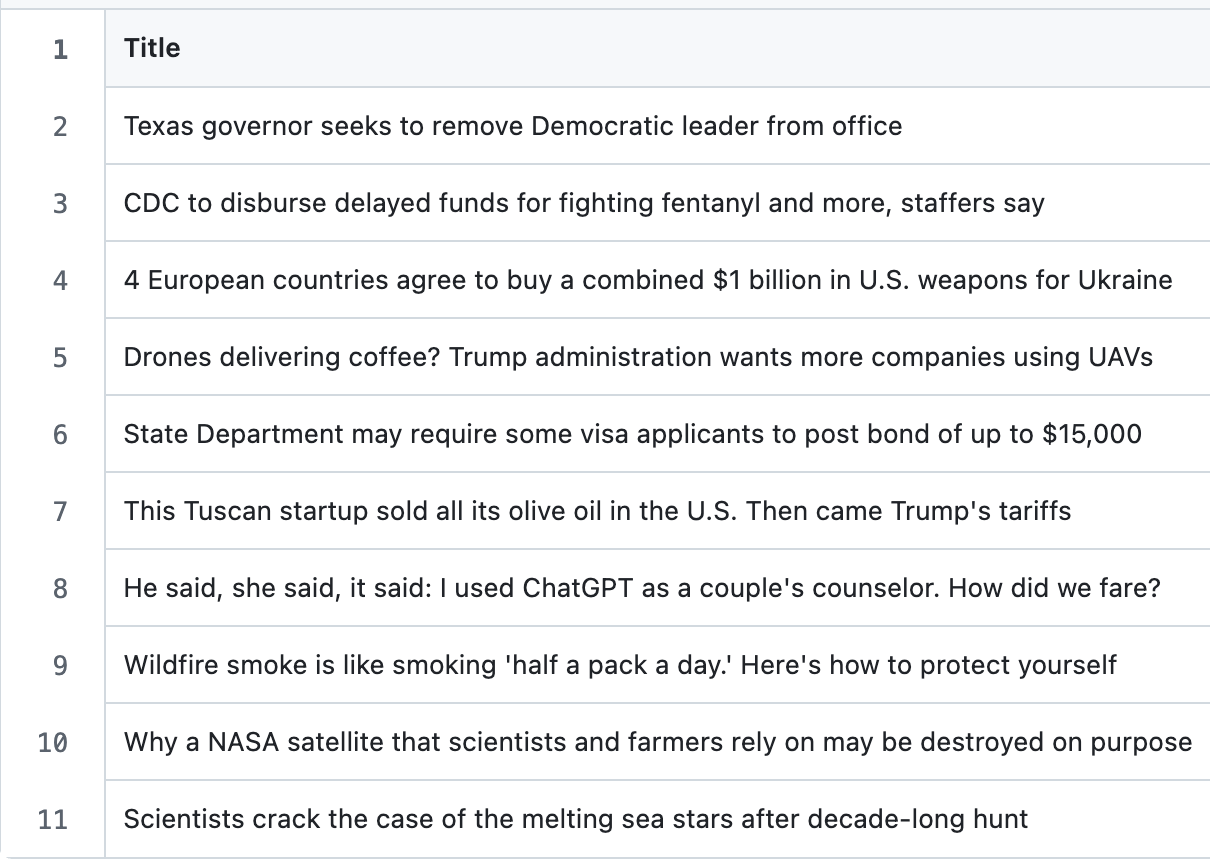 1 Title
2 Texas governor seeks to remove Democratic leader from office
3 CDC to disburse delayed funds for fighting fentanyl and more, staffers say
4 4 European countries agree to buy a combined $1 billion in U.S. weapons for Ukraine
5 Drones delivering coffee? Trump administration wants more companies using UAVs
6 State Department may require some visa applicants to post bond of up to $15,000
7 This Tuscan startup sold all its olive oil in the U.S. Then came Trump's tariffs
8 He said, she said, it said: I used ChatGPT as a couple's counselor. How did we fare?
9 Wildfire smoke is like smoking 'half a pack a day.' Here's how to protect yourself
10 Why a NASA satellite that scientists and farmers rely on may be destroyed on purpose
11 Scientists crack the case of the melting sea stars after decade-long hunt